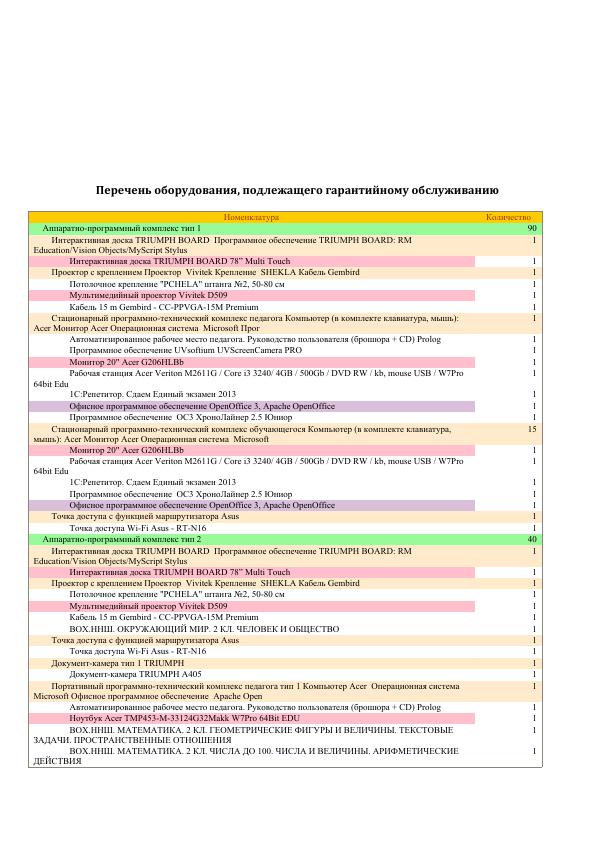 Перечень оборудования, подлежащего гарантийному обслуживанию
Номенклатура Количество
Аппаратно-программный комплекс тип 1 90
Интерактивная доска TRIUMPH BOARD Программное обеспечение TRIUMPH BOARD: RM 1
Education/Vision Objects/MyScript Stylus
Интерактивная доска TRIUMPH BOARD 78” Multi Touch 1
Проектор с креплением Проектор Vivitek Крепление SHEKLA Кабель Gembird 1
Потолочное крепление "PCHELA" штанга №2, 50-80 см 1
Мультимедийный проектор Vivitek D509 1
Кабель 15 m Gembird - CC-PPVGA-15M Premium 1
Стационарный программно-технический комплекс педагога Компьютер (в комплекте клавиатура, мышь): 1
Acer Монитор Acer Операционная система Microsoft Прог
Автоматизированное рабочее место педагога. Руководство пользователя (брошюра + CD) Prolog 1
Программное обеспечение UVsoftium UVScreenCamera PRO 1
Монитор 20" Acer G206HLBb 1
Рабочая станция Acer Veriton M2611G / Core i3 3240/ 4GB / 500Gb / DVD RW / kb, mouse USB / W7Pro 1
64bit Edu
1С:Репетитор. Сдаем Единый экзамен 2013 1
Офисное программное обеспечение OpenOffice 3, Apache OpenOffice 1
Программное обеспечение ОС3 ХроноЛайнер 2.5 Юниор 1
Стационарный программно-технический комплекс обучающегося Компьютер (в комплекте клавиатура, 15
мышь): Acer Монитор Acer Операционная система Microsoft
Монитор 20" Acer G206HLBb 1
Рабочая станция Acer Veriton M2611G / Core i3 3240/ 4GB / 500Gb / DVD RW / kb, mouse USB / W7Pro 1
64bit Edu
1С:Репетитор. Сдаем Единый экзамен 2013 1
Программное обеспечение ОС3 ХроноЛайнер 2.5 Юниор 1
Офисное программное обеспечение OpenOffice 3, Apache OpenOffice 1
Точка доступа с функцией маршрутизатора Asus 1
Точка доступа Wi-Fi Asus - RT-N16 1
Аппаратно-программный комплекс тип 2 40
Интерактивная доска TRIUMPH BOARD Программное обеспечение TRIUMPH BOARD: RM 1
Education/Vision Objects/MyScript Stylus
Интерактивная доска TRIUMPH BOARD 78” Multi Touch 1
Проектор с креплением Проектор Vivitek Крепление SHEKLA Кабель Gembird 1
Потолочное крепление "PCHELA" штанга №2, 50-80 см 1
Мультимедийный проектор Vivitek D509 1
Кабель 15 m Gembird - CC-PPVGA-15M Premium 1
ВОХ.ННШ. ОКРУЖАЮЩИЙ МИР. 2 КЛ. ЧЕЛОВЕК И ОБЩЕСТВО 1
Точка доступа с функцией маршрутизатора Asus 1
Точка доступа Wi-Fi Asus - RT-N16 1
Документ-камера тип 1 TRIUMPH 1
Документ-камера TRIUMPH A405 1
Портативный программно-технический комплекс педагога тип 1 Компьютер Acer Операционная система 1
Microsoft Офисное программное обеспечение Apache Open
Автоматизированное рабочее место педагога. Руководство пользователя (брошюра + CD) Prolog 1
Ноутбук Acer TMP453-M-33124G32Makk W7Pro 64Bit EDU 1
ВОХ.ННШ. МАТЕМАТИКА. 2 КЛ. ГЕОМЕТРИЧЕСКИЕ ФИГУРЫ И ВЕЛИЧИНЫ. ТЕКСТОВЫЕ 1
ЗАДАЧИ. ПРОСТРАНСТВЕННЫЕ ОТНОШЕНИЯ
ВОХ.ННШ. МАТЕМАТИКА. 2 КЛ. ЧИСЛА ДО 100. ЧИСЛА И ВЕЛИЧИНЫ. АРИФМЕТИЧЕСКИЕ 1
ДЕЙСТВИЯ